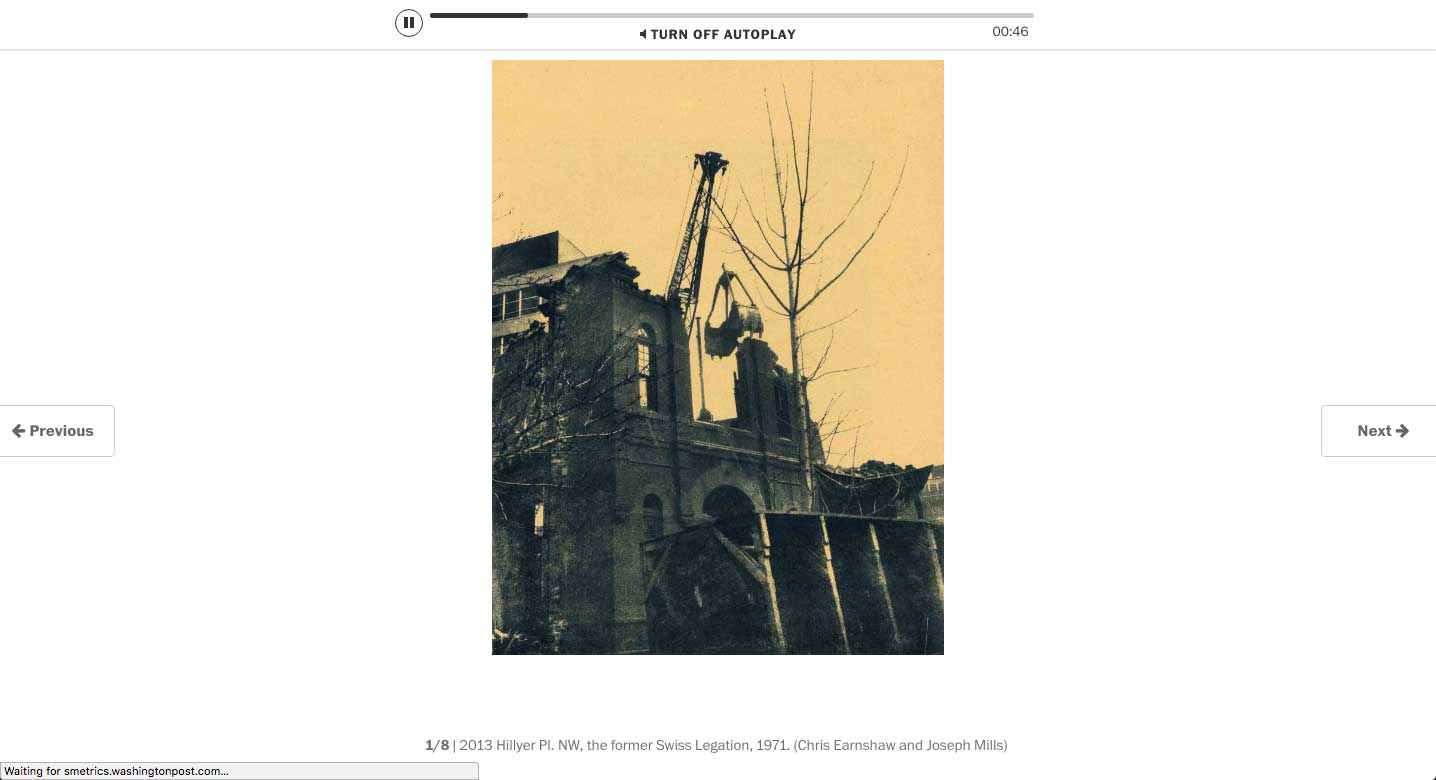 TURN OFF AUTOPLAY
00:46
Previous
Next
1/8 | 2013 Hillyer Pl. NW, the former Swiss Legation, 1971. (Chris Earnshaw and Joseph Mills)
Waiting for smetrics.washingtonpost.com...